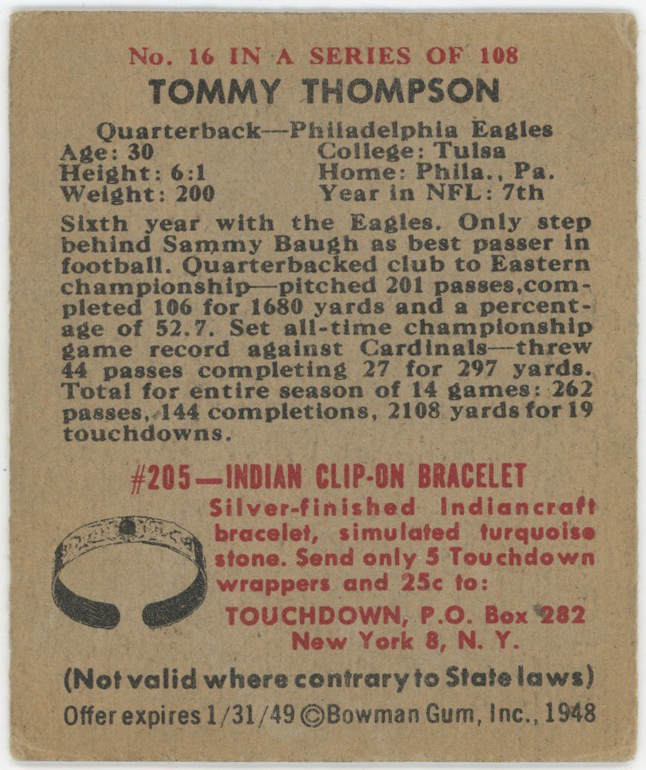 No. 16 IN A SERIES OF 108
TOMMY THOMPSON
Quarterback—Philadelphia Eagles
Age: 30 College: Tulsa
Height: 6:1 Home: Phila., Pa.
Weight: 200 Year in NFL: 7th
Sixth year with the Eagles. Only step
behind Sammy Baugh as best passer in
football. Quarterbacked club to Eastern
championship—pitched 201 passes,com-
pleted 106 for 1680 yards and a percent-
age of 52.7. Set all-time championship
game record against Cardinals—threw
44 passes completing 27 for 297 yards.
Total for entire season of 14 games: 262
passes, 144 completions, 2108 yards for 19
touchdowns.
#205—INDIAN CLIP-ON BRACELET
Silver-finished Indiancraft
bracelet, simulated turquoise
stone. Send only 5 Touchdown
wrappers and 25c to:
TOUCHDOWN, P.O. Box 282
New York 8, N. Y.
(Not valid where contrary to State laws)
Offer expires 1/31/49 ©Bowman Gum, Inc., 1948